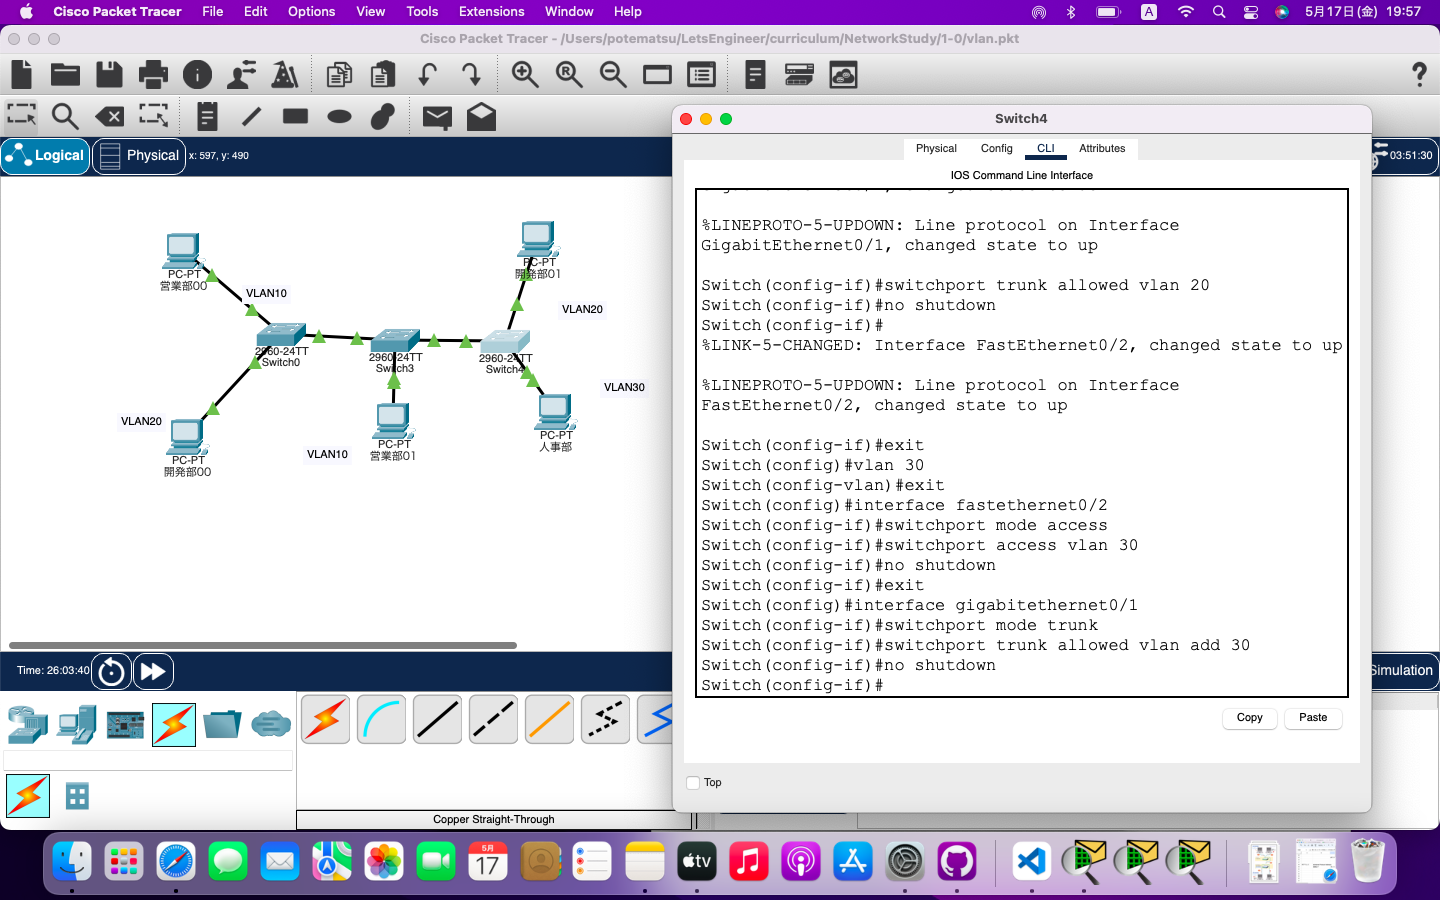 Cisco Packet Tracer File Edit Options View Tools Extensions Window Help A 5月17日(金) 19:57
Cisco Packet Tracer - /Users/potematsu/LetsEngineer/curriculum/NetworkStudy/1-0/vlan.pkt
Logical Physical x: 597, y: 490
03:51:30
PC-PT
営業部00
VLAN10
PC-PT
開発部01
VLAN20
2960-24TT
Switch0
2960-24TT
Switch3
2960-24TT
Switch4
VLAN30
VLAN20
PC-PT
開発部00
VLAN10
PC-PT
営業部01
PC-PT
人事部
Time: 26:03:40
Simulation
Copper Straight-Through
Switch4
Physical Config CLI Attributes
IOS Command Line Interface
%LINEPROTO-5-UPDOWN: Line protocol on Interface
GigabitEthernet0/1, changed state to up
Switch(config-if)#switchport trunk allowed vlan 20
Switch(config-if)#no shutdown
Switch(config-if)#
%LINK-5-CHANGED: Interface FastEthernet0/2, changed state to up
%LINEPROTO-5-UPDOWN: Line protocol on Interface
FastEthernet0/2, changed state to up
Switch(config-if)#exit
Switch(config)#vlan 30
Switch(config-vlan)#exit
Switch(config)#interface fastethernet0/2
Switch(config-if)#switchport mode access
Switch(config-if)#switchport access vlan 30
Switch(config-if)#no shutdown
Switch(config-if)#exit
Switch(config)#interface gigabitethernet0/1
Switch(config-if)#switchport mode trunk
Switch(config-if)#switchport trunk allowed vlan add 30
Switch(config-if)#no shutdown
Switch(config-if)#
Copy Paste
Top
5月
17
tv